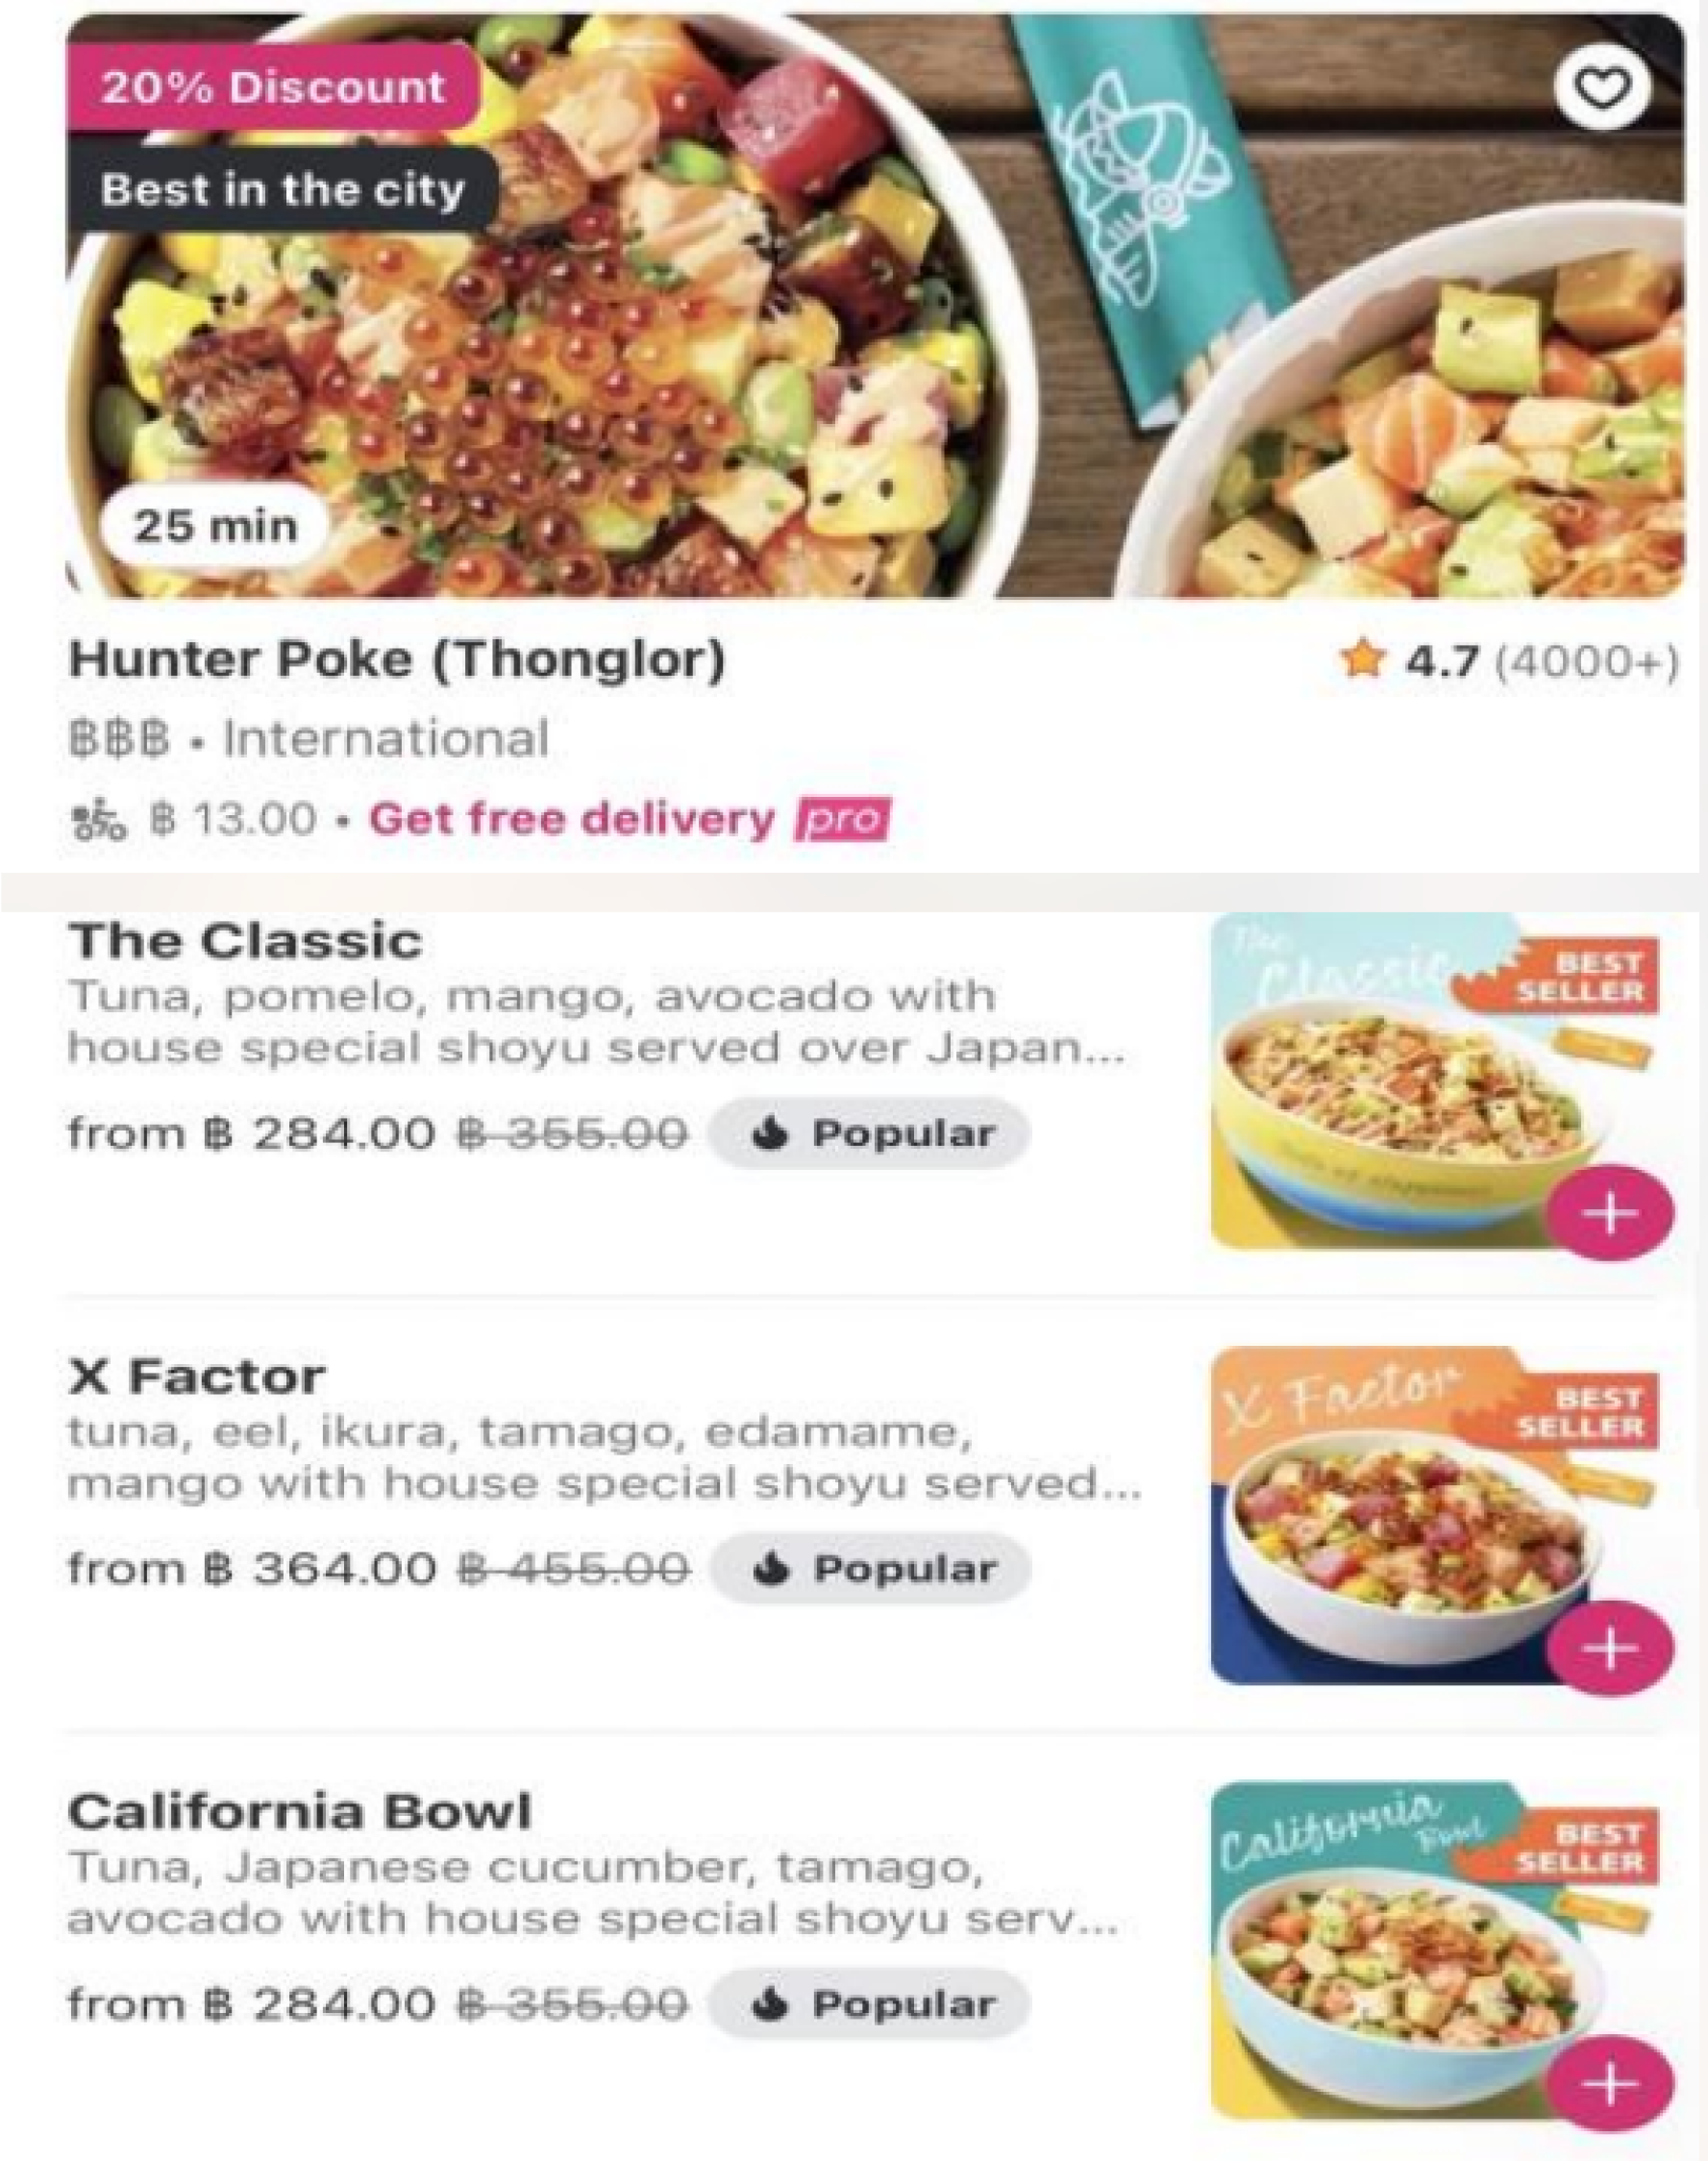 20% Discount
Best in the city
25 min
Hunter Poke (Thonglor)
4.7 (4000+)
฿฿฿ • International
฿ 13.00 • Get free delivery pro
The Classic
Tuna, pomelo, mango, avocado with
house special shoyu served over Japan...
from ฿ 284.00 ฿ 355.00 Popular
The
Classic
BEST
SELLER
X Factor
tuna, eel, ikura, tamago, edamame,
mango with house special shoyu served...
from ฿ 364.00 ฿ 455.00 Popular
X Factor
BEST
SELLER
California Bowl
Tuna, Japanese cucumber, tamago,
avocado with house special shoyu serv...
from ฿ 284.00 ฿ 355.00 Popular
California
Bowl
BEST
SELLER